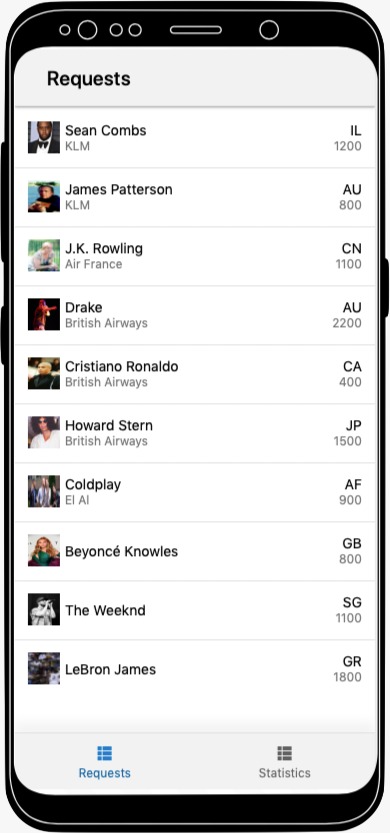 Requests
Sean Combs IL
KLM 1200
James Patterson AU
KLM 800
J.K. Rowling CN
Air France 1100
Drake AU
British Airways 2200
Cristiano Ronaldo CA
British Airways 400
Howard Stern JP
British Airways 1500
Coldplay AF
El Al 900
Beyoncé Knowles GB
800
The Weeknd SG
1100
LeBron James GR
1800
Requests Statistics